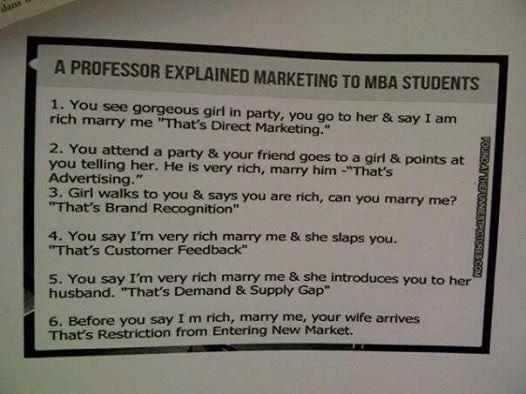 dans
A PROFESSOR EXPLAINED MARKETING TO MBA STUDENTS
1. You see gorgeous girl in party, you go to her & say I am
rich marry me "That's Direct Marketing."
2. You attend a party & your friend goes to a girl & points at
you telling her. He is very rich, marry him -"That's
Advertising."
3. Girl walks to you & says you are rich, can you marry me?
"That's Brand Recognition"
4. You say I'm very rich marry me & she slaps you.
"That's Customer Feedback"
5. You say I'm very rich marry me & she introduces you to her
husband. "That's Demand & Supply Gap"
6. Before you say I m rich, marry me, your wife arrives
That's Restriction from Entering New Market.
FOUND AT THEFUNNIESTPICTURES.COM